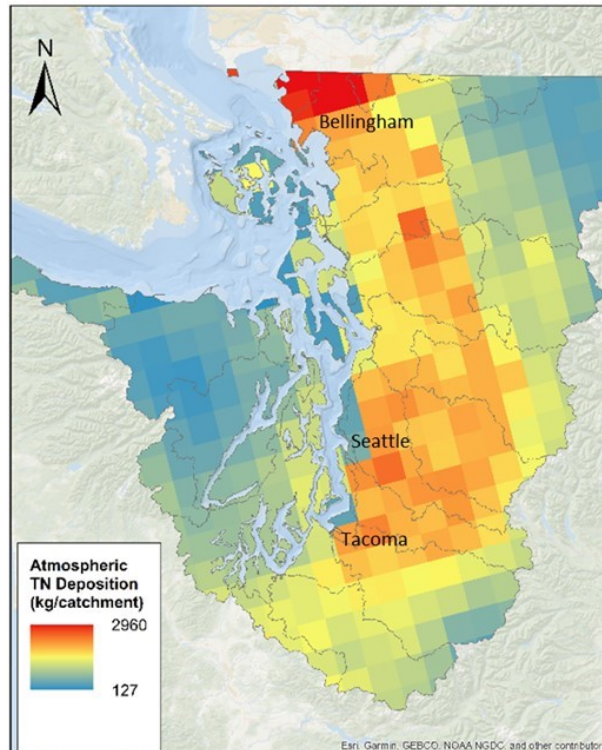 N
Bellingham
Seattle
Tacoma
Atmospheric
TN Deposition
(kg/catchment)
2960
127
Esri, Garmin, GEBCO, NOAA NGDC, and other contributor